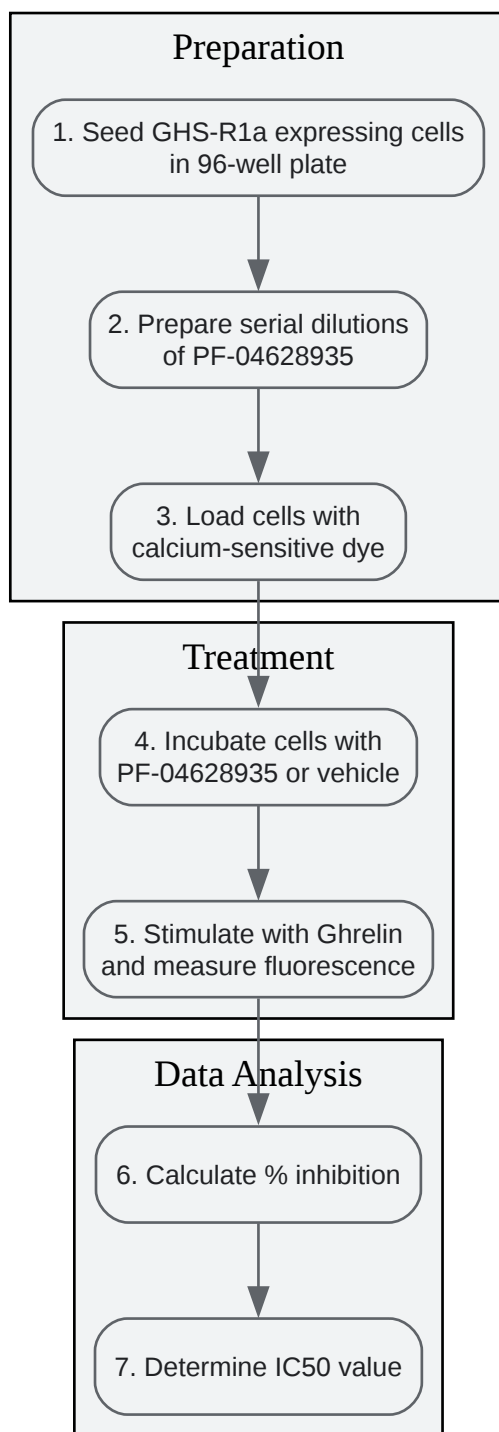 Preparation
1. Seed GHS-R1a expressing cells
in 96-well plate
2. Prepare serial dilutions
of PF-04628935
3. Load cells with
calcium-sensitive dye
Treatment
4. Incubate cells with
PF-04628935 or vehicle
5. Stimulate with Ghrelin
and measure fluorescence
Data Analysis
6. Calculate % inhibition
7. Determine IC50 value